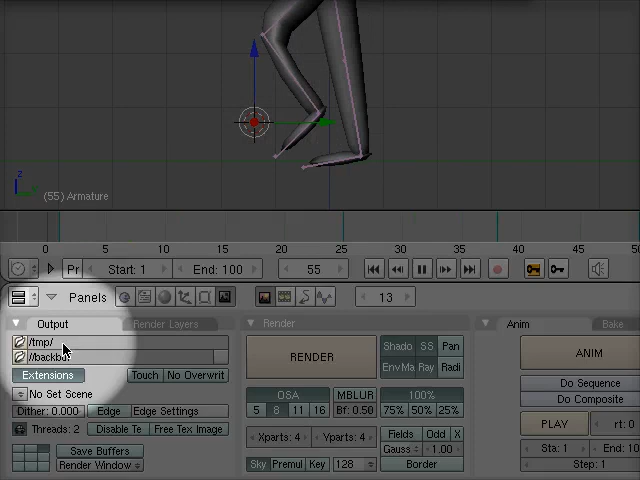 z
y
(55) Armature
0 5 10 15 20 25 30 35 40 45 50
Pr Start: 1 End: 100 55
Panels 13
Output Render Layers Render Anim Bake
/tmp/
//backbuf
Extensions Touch No Overwrit
No Set Scene
Dither: 0.000 Edge Edge Settings
Threads: 2 Disable Te Free Tex Image
Save Buffers
Render Window
RENDER
Shado SS Pan
EnvMa Ray Radi
OSA MBLUR 100%
5 8 11 16 Bf: 0.50 75% 50% 25%
Xparts: 4 Yparts: 4 Fields Odd X
Gauss 1.00
Sky Premul Key 128 Border
ANIM
Do Sequence
Do Composite
PLAY rt: 0
Sta: 1 End: 10
Step: 1